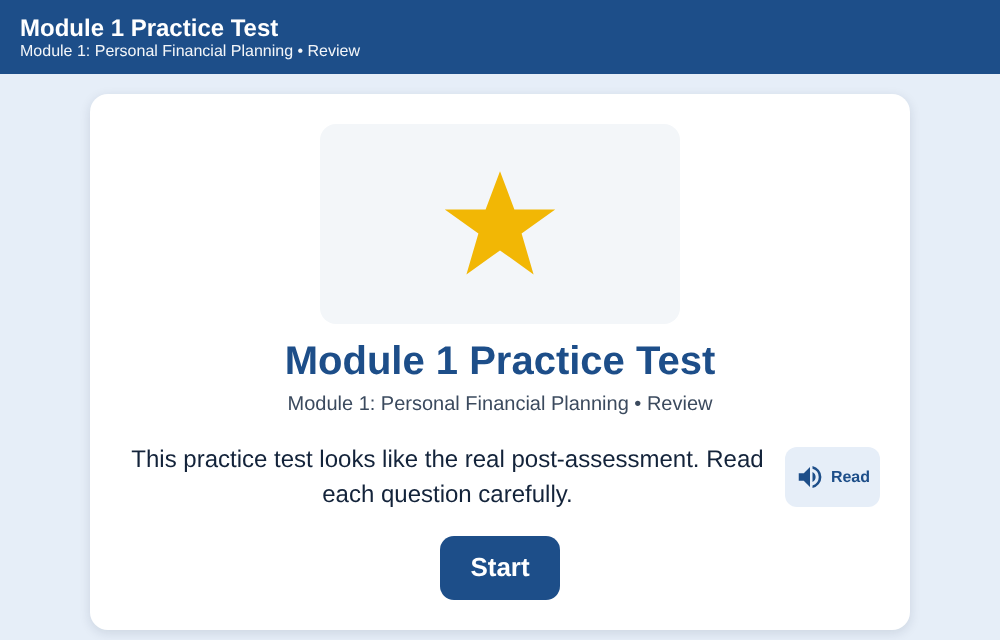 Module 1 Practice Test
Module 1: Personal Financial Planning • Review
Module 1 Practice Test
Module 1: Personal Financial Planning • Review
This practice test looks like the real post-assessment. Read
each question carefully.
Read
Start